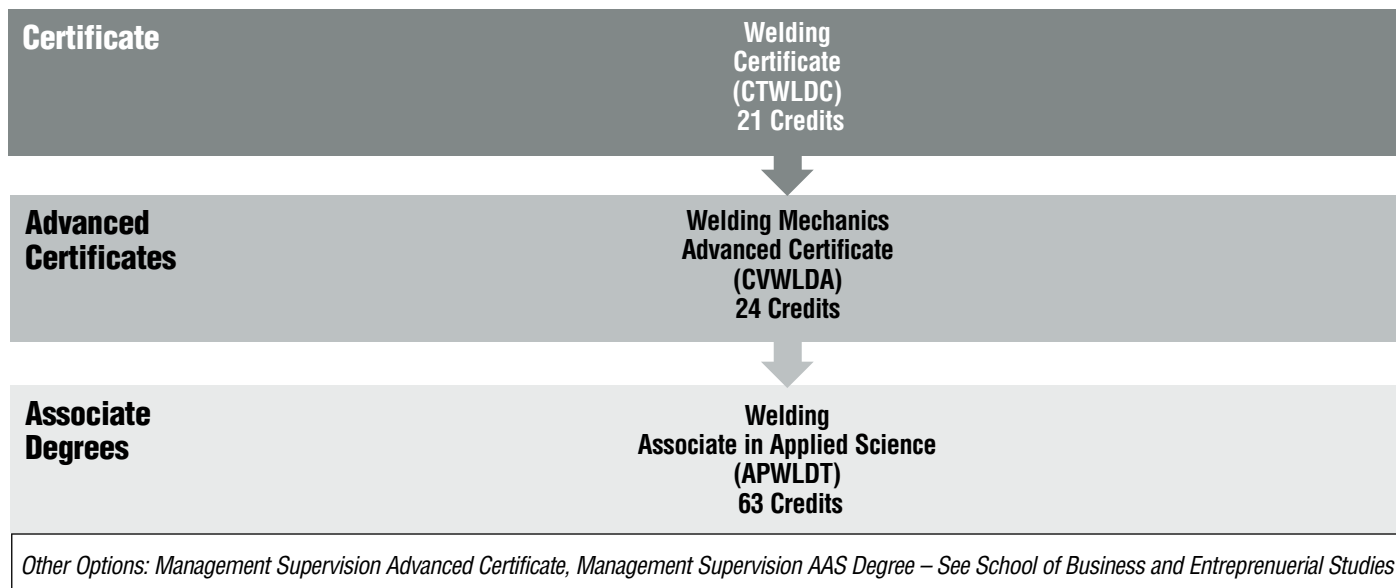 Certificate
Welding
Certificate
(CTWLDC)
21 Credits
Advanced
Certificates
Welding Mechanics
Advanced Certificate
(CVWLDA)
24 Credits
Associate
Degrees
Welding
Associate in Applied Science
(APWLDT)
63 Credits
Other Options: Management Supervision Advanced Certificate, Management Supervision AAS Degree – See School of Business and Entreprenuerial Studies